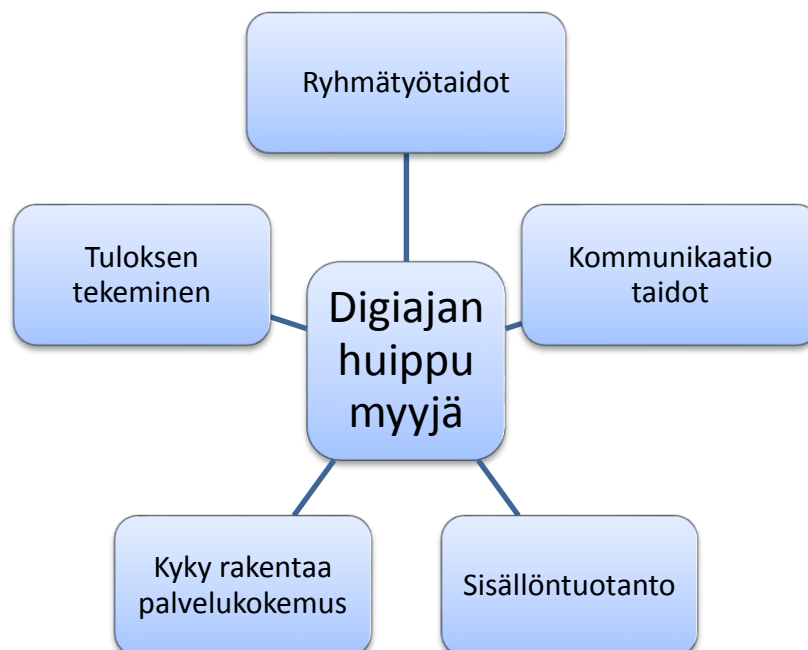 Ryhmätyötaidot
Tuloksen
tekeminen
Kommunikaatio
taidot
Digiajan
huippu
myyjä
Kyky rakentaa
palvelukokemus
Sisällöntuotanto